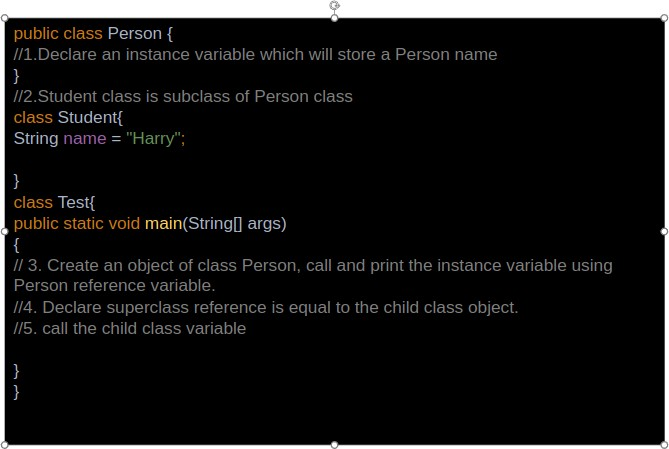 public class Person {
//1.Declare an instance variable which will store a Person name
}
//2.Student class is subclass of Person class
class Student{
String name = "Harry";
}
class Test{
public static void main(String[] args)
{
// 3. Create an object of class Person, call and print the instance variable using
Person reference variable.
//4. Declare superclass reference is equal to the child class object.
//5. call the child class variable
}
}